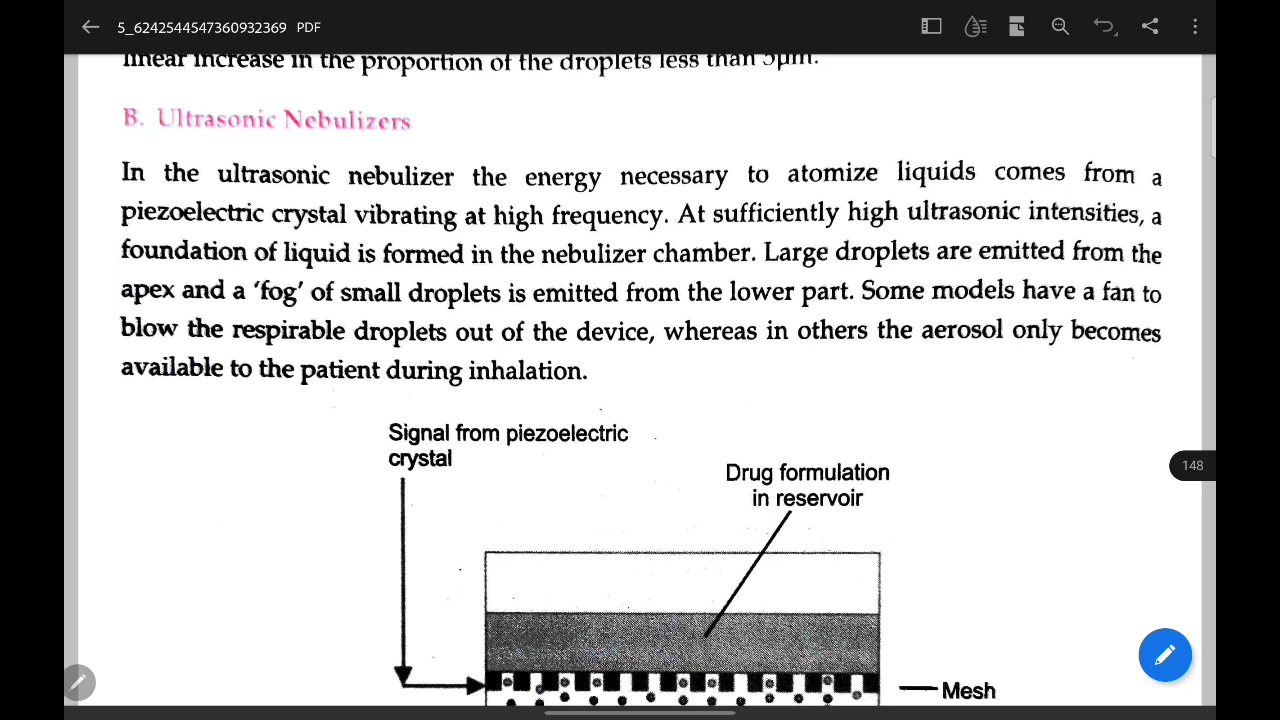 5_6242544547360932369 PDF
linear increase in the proportion of the droplets less than 5μm.
B. Ultrasonic Nebulizers
In the ultrasonic nebulizer the energy necessary to atomize liquids comes from a
piezoelectric crystal vibrating at high frequency. At sufficiently high ultrasonic intensities, a
foundation of liquid is formed in the nebulizer chamber. Large droplets are emitted from the
apex and a ‘fog’ of small droplets is emitted from the lower part. Some models have a fan to
blow the respirable droplets out of the device, whereas in others the aerosol only becomes
available to the patient during inhalation.
Signal from piezoelectric
crystal
Drug formulation
in reservoir
148
Mesh